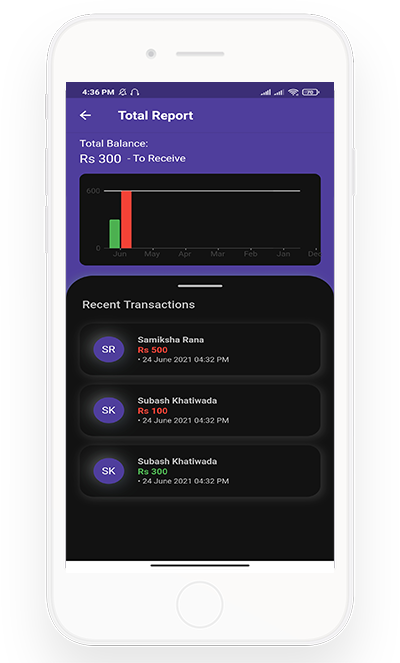 4:36 PM
70
Total Report
Total Balance:
Rs 300 - To Receive
600
0
Jun May Apr Mar Feb Jan Dec
Recent Transactions
SR
Samiksha Rana
Rs 500
• 24 June 2021 04:32 PM
SK
Subash Khatiwada
Rs 100
• 24 June 2021 04:32 PM
SK
Subash Khatiwada
Rs 300
• 24 June 2021 04:32 PM